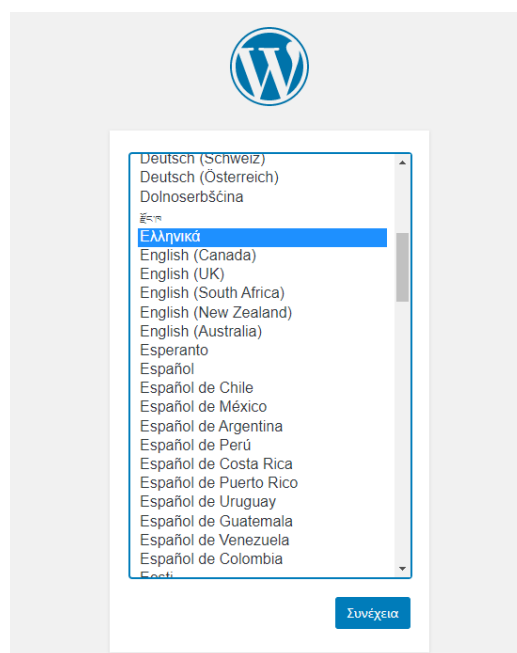 Deutsch (Schweiz)
Deutsch (Österreich)
Dolnoserbšćina
རྫོང་ཁ
Ελληνικά
English (Canada)
English (UK)
English (South Africa)
English (New Zealand)
English (Australia)
Esperanto
Español
Español de Chile
Español de México
Español de Argentina
Español de Perú
Español de Costa Rica
Español de Puerto Rico
Español de Uruguay
Español de Guatemala
Español de Venezuela
Español de Colombia
Eesti
Συνέχεια